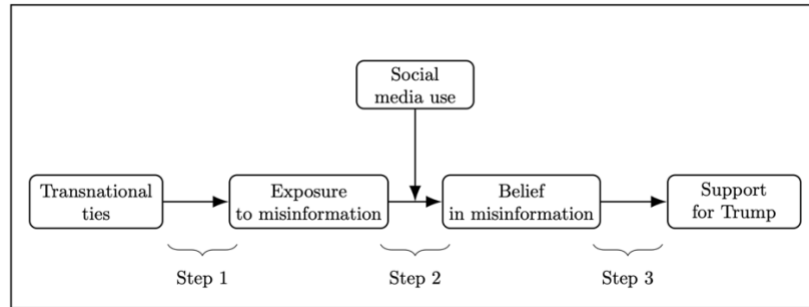 Social
media use
Transnational
ties
Exposure
to misinformation
Belief
in misinformation
Support
for Trump
Step 1
Step 2
Step 3